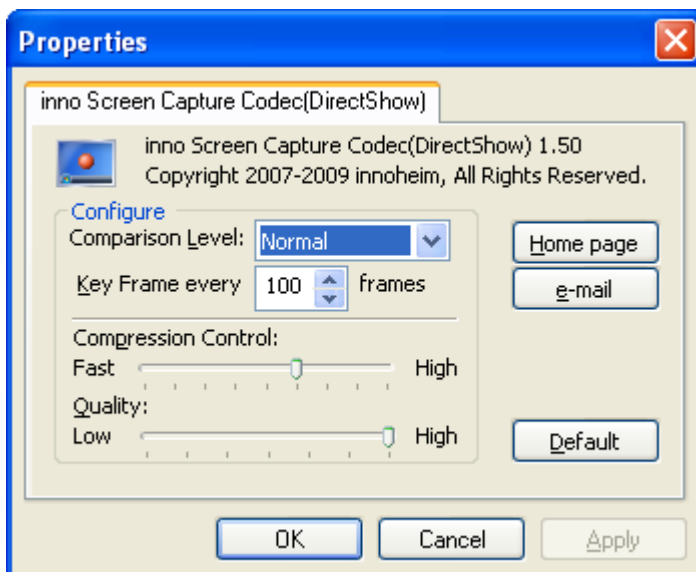 Properties
inno Screen Capture Codec(DirectShow)
inno Screen Capture Codec(DirectShow) 1.50
Copyright 2007-2009 innoheim, All Rights Reserved.
Configure
Comparison Level: Normal
Home page
Key Frame every 100 frames
e-mail
Compression Control:
Fast High
Quality:
Low High
Default
OK Cancel Apply